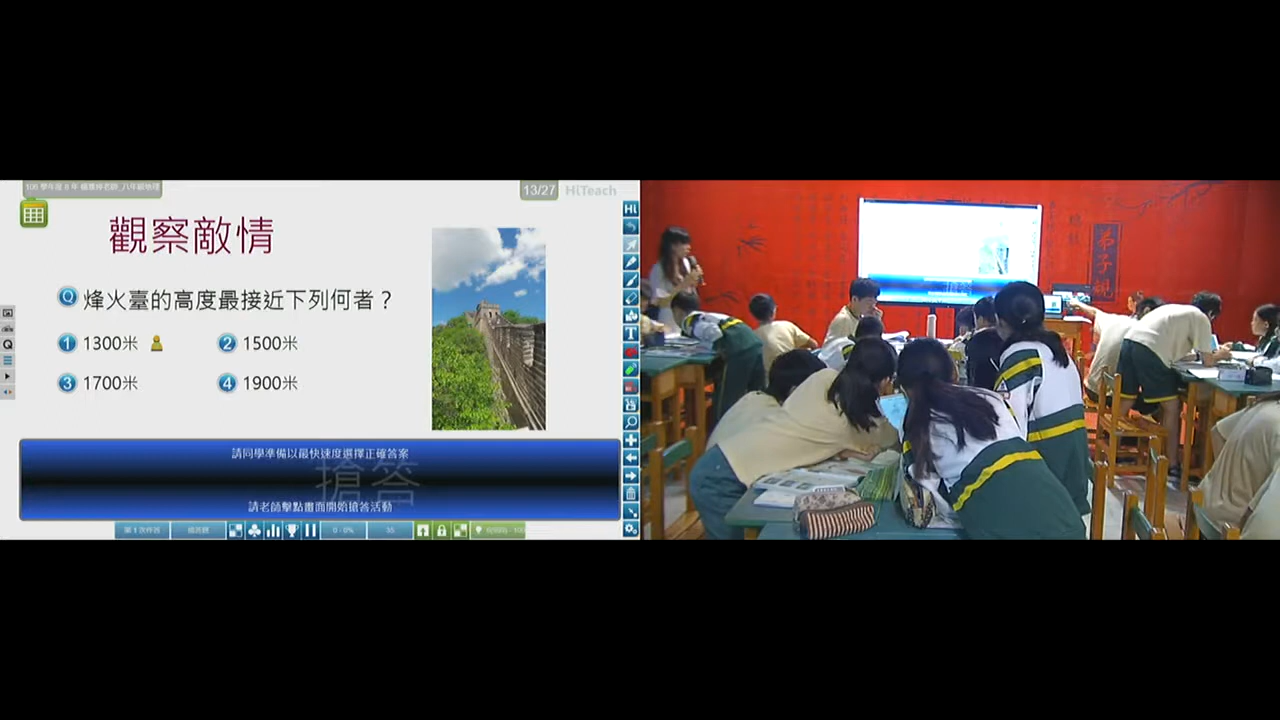 13/27
HiTeach
觀察敵情
Q 烽火臺的高度最接近下列何者？
1 1300米
2 1500米
3 1700米
4 1900米
請同學準備以最快速度選擇正確答案
搶答
請老師擊點畫面開始搶答活動
弟子規